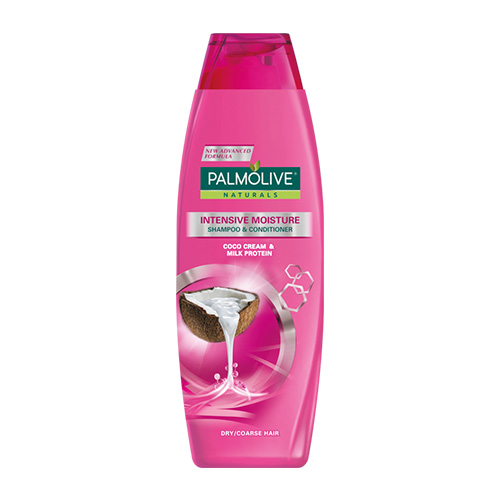 NEW ADVANCED
FORMULA
PALMOLIVE
NATURALS
INTENSIVE MOISTURE
SHAMPOO & CONDITIONER
COCO CREAM &
MILK PROTEIN
DRY/COARSE HAIR